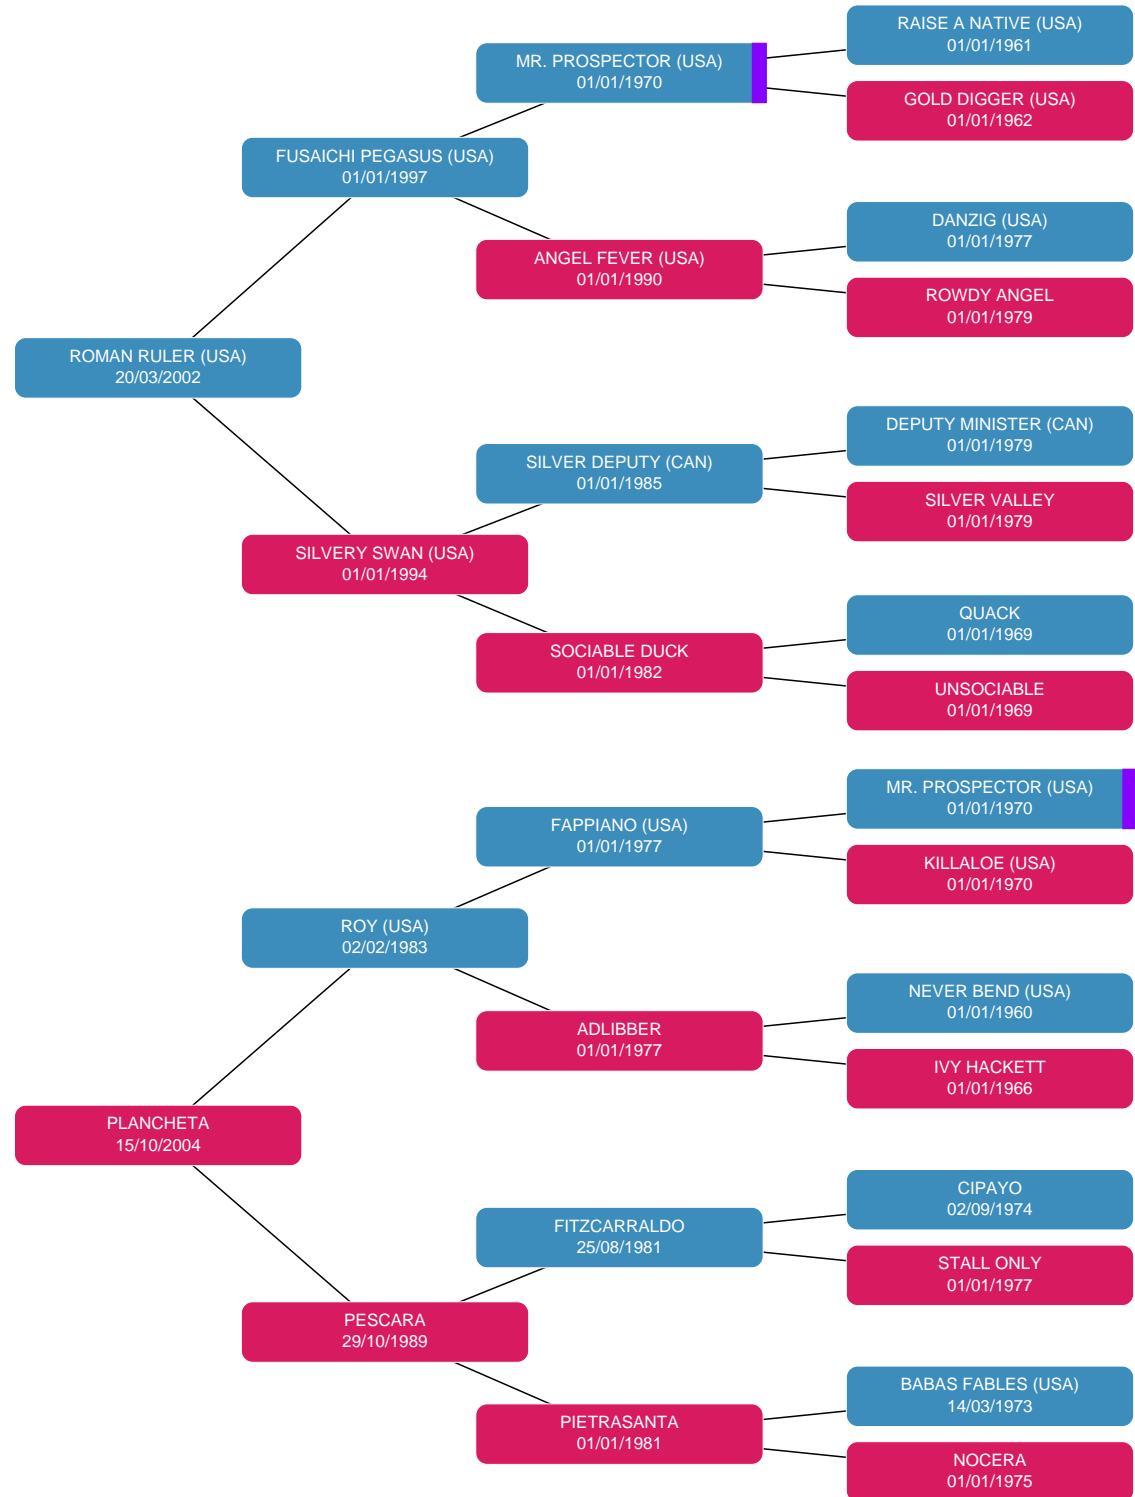 RAISE A NATIVE (USA)
01/01/1961
MR. PROSPECTOR (USA)
01/01/1970
GOLD DIGGER (USA)
01/01/1962
FUSAICHI PEGASUS (USA)
01/01/1997
DANZIG (USA)
01/01/1977
ANGEL FEVER (USA)
01/01/1990
ROWDY ANGEL
01/01/1979
ROMAN RULER (USA)
20/03/2002
DEPUTY MINISTER (CAN)
01/01/1979
SILVER DEPUTY (CAN)
01/01/1985
SILVER VALLEY
01/01/1979
SILVERY SWAN (USA)
01/01/1994
QUACK
01/01/1969
SOCIABLE DUCK
01/01/1982
UNSOCIABLE
01/01/1969
MR. PROSPECTOR (USA)
01/01/1970
FAPPIANO (USA)
01/01/1977
KILLALOE (USA)
01/01/1970
ROY (USA)
02/02/1983
NEVER BEND (USA)
01/01/1960
ADLIBBER
01/01/1977
IVY HACKETT
01/01/1966
PLANCHETA
15/10/2004
CIPAYO
02/09/1974
FITZCARRALDO
25/08/1981
STALL ONLY
01/01/1977
PESCARA
29/10/1989
BABAS FABLES (USA)
14/03/1973
PIETRASANTA
01/01/1981
NOCERA
01/01/1975